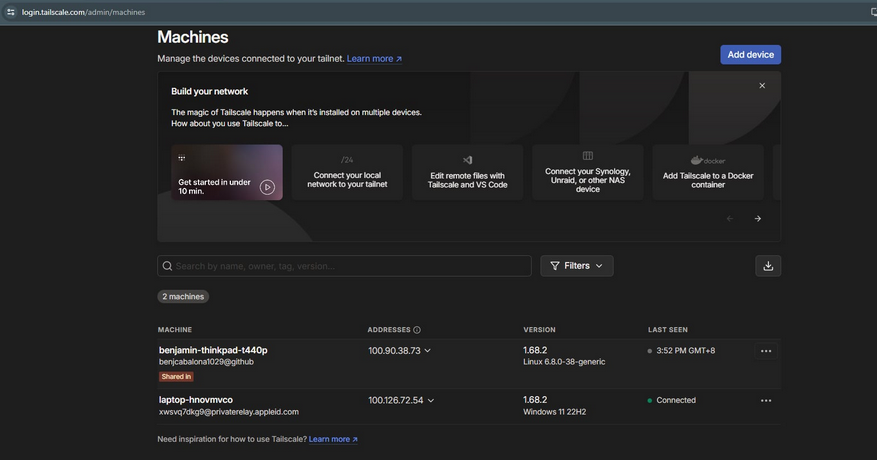 login.tailscale.com/admin/machines
Machines
Manage the devices connected to your tailnet. Learn more ↗
Add device
Build your network
The magic of Tailscale happens when it's installed on multiple devices.
How about you use Tailscale to...
Get started in under
10 min.
/24
Connect your local
network to your tailnet
Edit remote files with
Tailscale and VS Code
Connect your Synology,
Unraid, or other NAS
device
docker
Add Tailscale to a Docker
container
Search by name, owner, tag, version...
Filters
2 machines
MACHINE ADDRESSES VERSION LAST SEEN
benjamin-thinkpad-t440p 100.90.38.73 1.68.2 3:52 PM GMT+8
benjcabalona1029@github Linux 6.8.0-38-generic
Shared in
laptop-hnovmvco 100.126.72.54 1.68.2 Connected
xwsvq7dkg9@privaterelay.appleid.com Windows 11 22H2
Need inspiration for how to use Tailscale? Learn more ↗